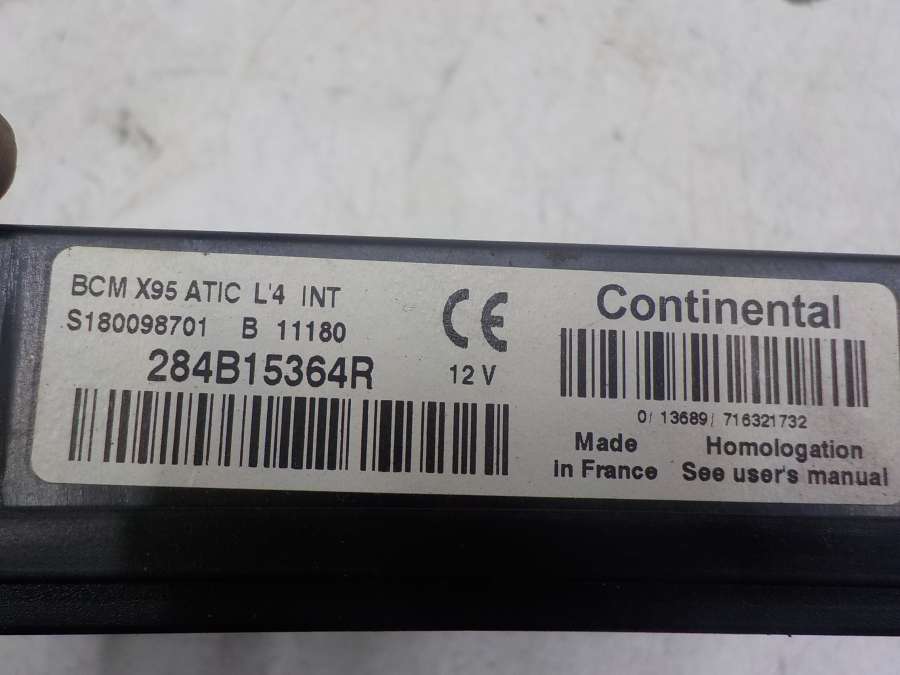 BCM X95 ATIC L'4 INT
S180098701 B 11180
284B15364R
CE
12 V
Continental
0/ 13689/ 716321732
Made
in France
Homologation
See user's manual